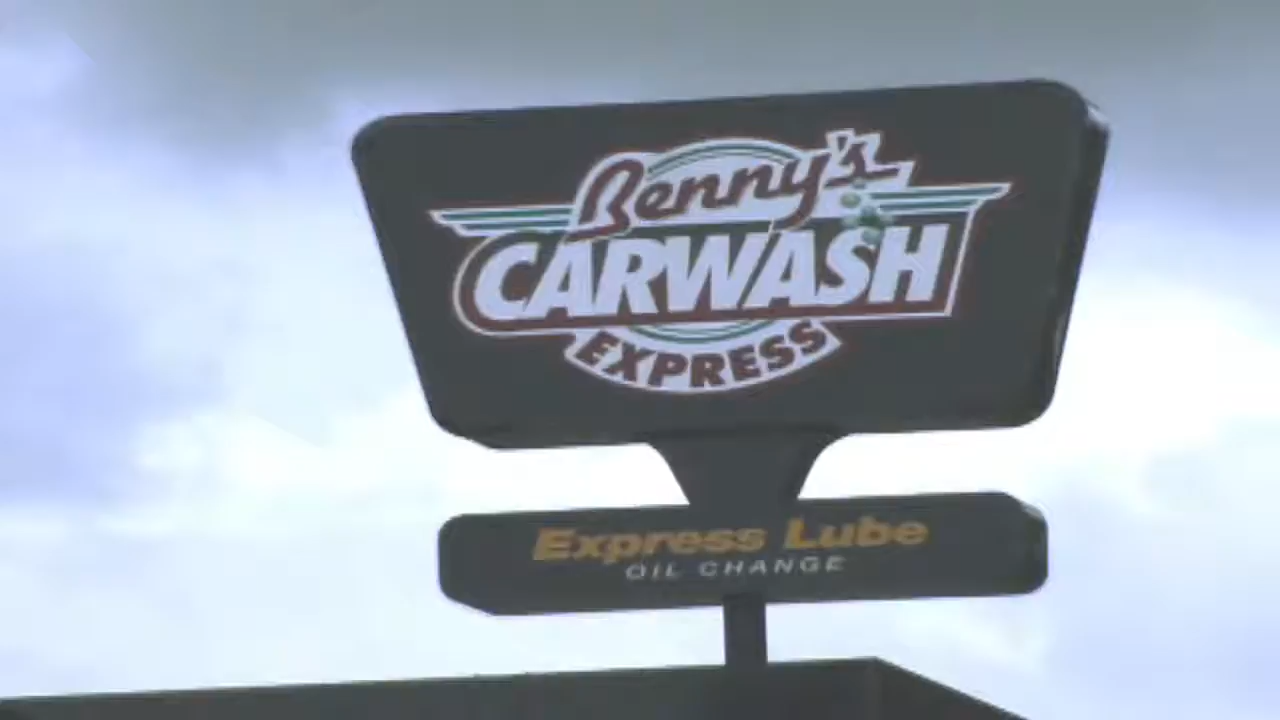 Benny's
CARWASH
EXPRESS
Express Lube
OIL CHANGE